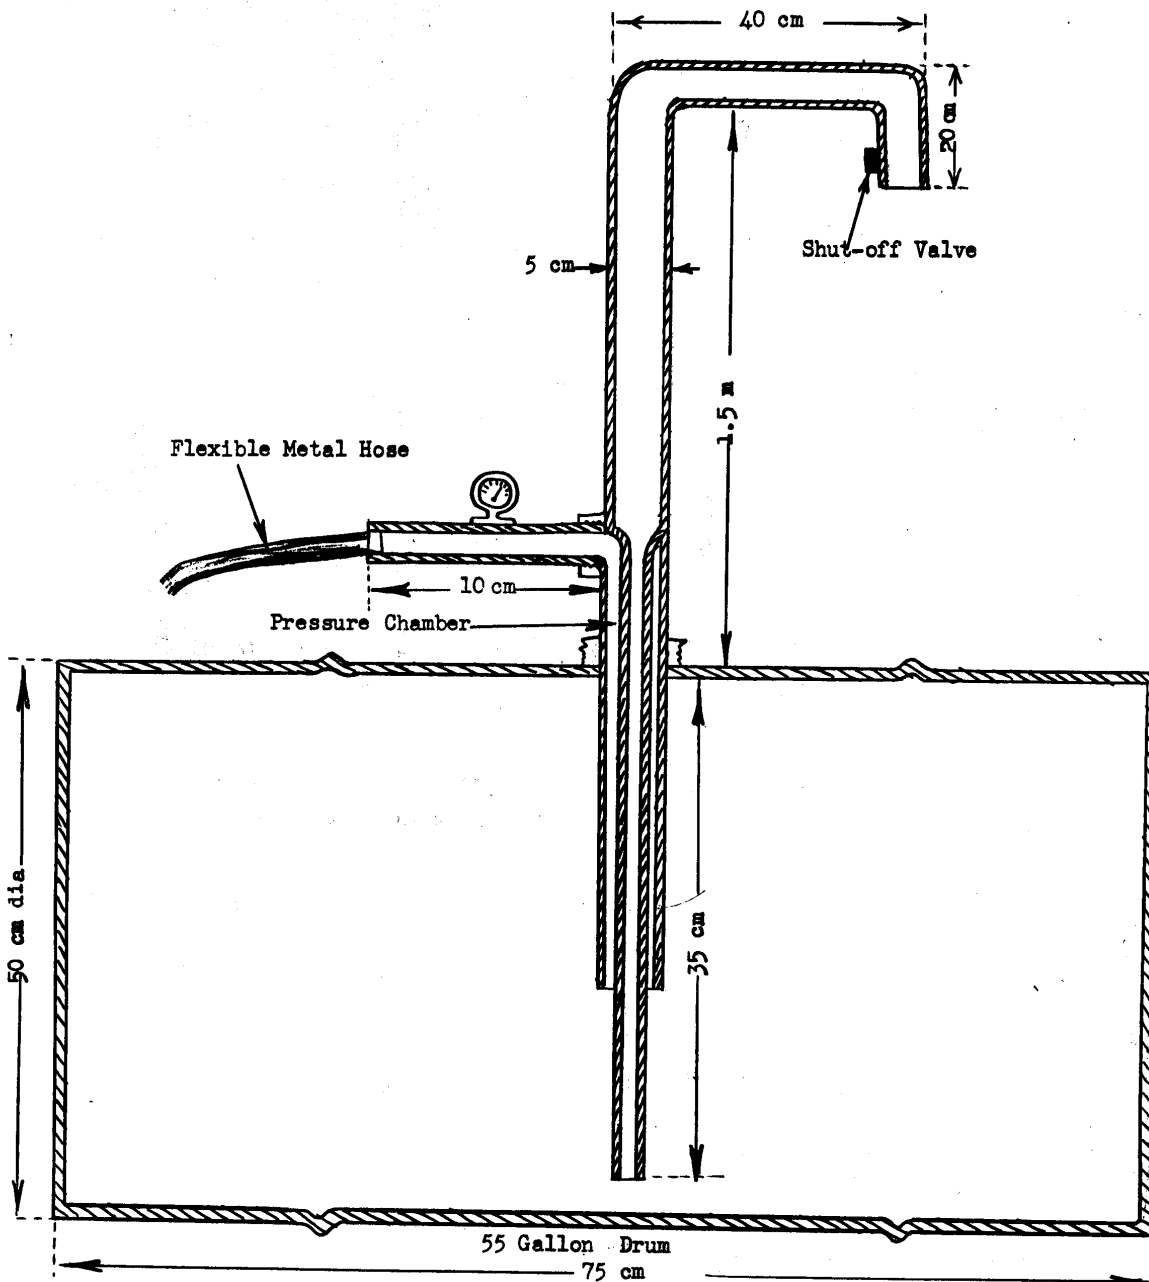 40 cm
20 cm
Shut-off Valve
5 cm
1.5 m
Flexible Metal Hose
10 cm
Pressure Chamber
50 cm dia
35 cm
55 Gallon Drum
75 cm